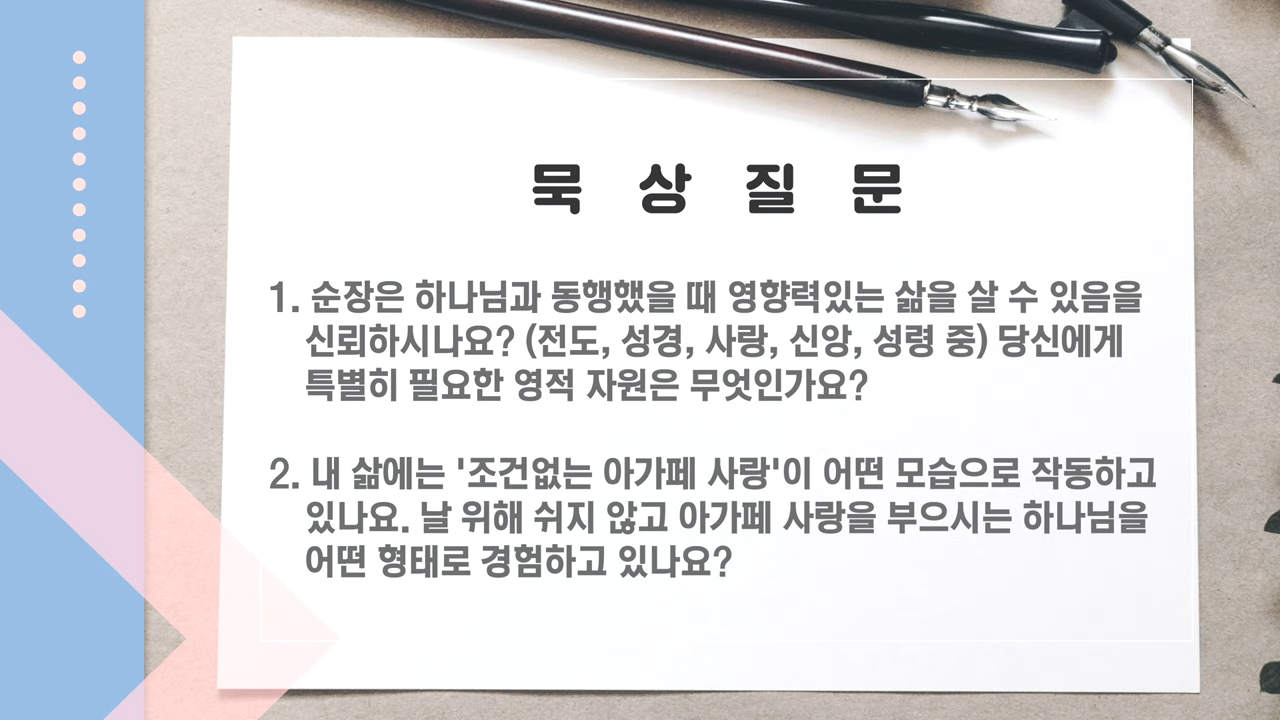 묵 상 질 문
1. 순장은 하나님과 동행했을 때 영향력있는 삶을 살 수 있음을
신뢰하시나요? (전도, 성경, 사랑, 신앙, 성령 중) 당신에게
특별히 필요한 영적 자원은 무엇인가요?
2. 내 삶에는 '조건없는 아가페 사랑'이 어떤 모습으로 작동하고
있나요. 날 위해 쉬지 않고 아가페 사랑을 부으시는 하나님을
어떤 형태로 경험하고 있나요?